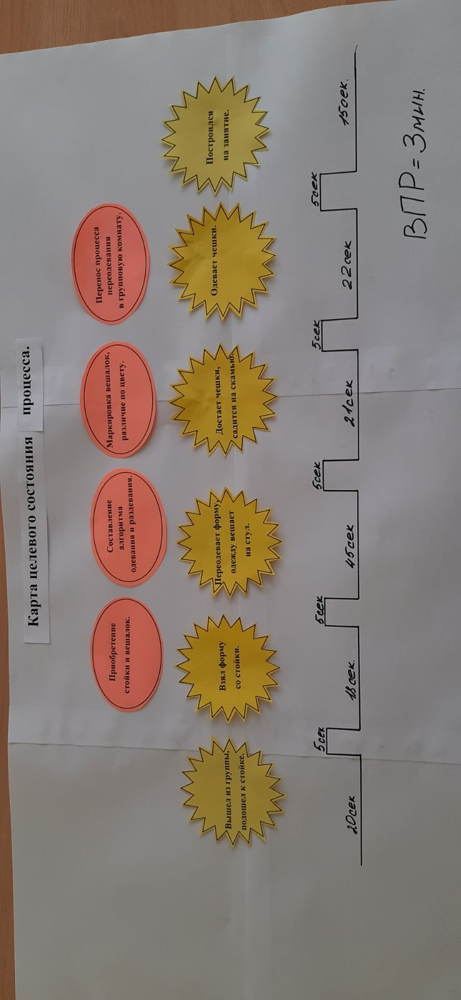 Карта целевого состояния процесса.
Приобретение
стойки и вешалок.
Составление
алгоритма
одевания и раздевания.
Маркировка вешалок,
различие по цвету.
Перенос процесса
переодевания
в групповую комнату.
Вышел из группы,
подошел к стойке.
Взял форму
со стойки.
Переодевает форму,
одежду вешает
на стул.
Достает чешки,
садится на скамью.
Одевает чешки.
Построился
на занятие.
20сек
5сек
18сек.
5сек
45сек
5сек
21сек
5сек
22сек
5сек
15сек.
ВПР = 3мин.